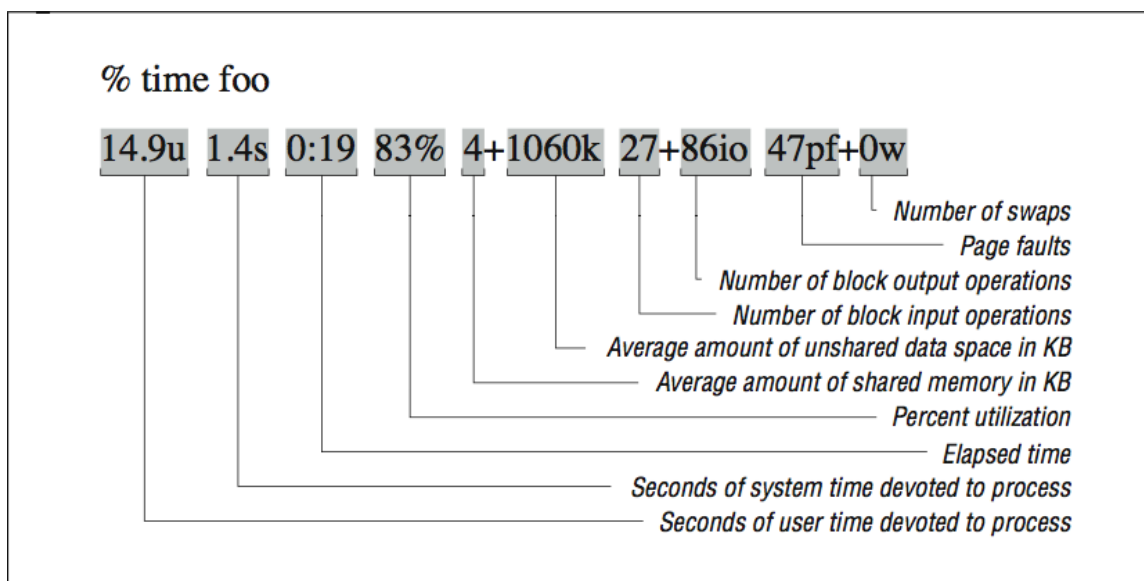 % time foo
14.9u 1.4s 0:19 83% 4+1060k 27+86io 47pf+0w
Number of swaps
Page faults
Number of block output operations
Number of block input operations
Average amount of unshared data space in KB
Average amount of shared memory in KB
Percent utilization
Elapsed time
Seconds of system time devoted to process
Seconds of user time devoted to process